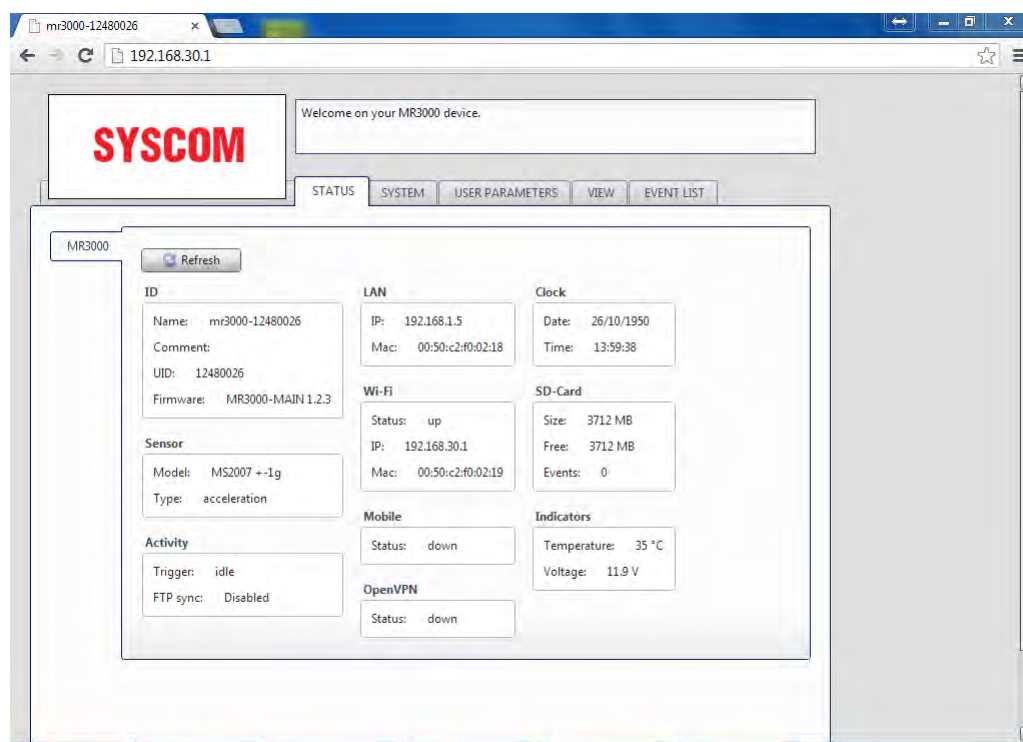 mr3000-12480026
192.168.30.1
SYSCOM
Welcome on your MR3000 device.
STATUS
SYSTEM
USER PARAMETERS
VIEW
EVENT LIST
MR3000
Refresh
ID
Name: mr3000-12480026
Comment:
UID: 12480026
Firmware: MR3000-MAIN 1.2.3
Sensor
Model: MS2007 +-1g
Type: acceleration
Activity
Trigger: idle
FTP sync: Disabled
LAN
IP: 192.168.1.5
Mac: 00:50:c2:f0:02:18
Wi-Fi
Status: up
IP: 192.168.30.1
Mac: 00:50:c2:f0:02:19
Mobile
Status: down
OpenVPN
Status: down
Clock
Date: 26/10/1950
Time: 13:59:38
SD-Card
Size: 3712 MB
Free: 3712 MB
Events: 0
Indicators
Temperature: 35 °C
Voltage: 11.9 V